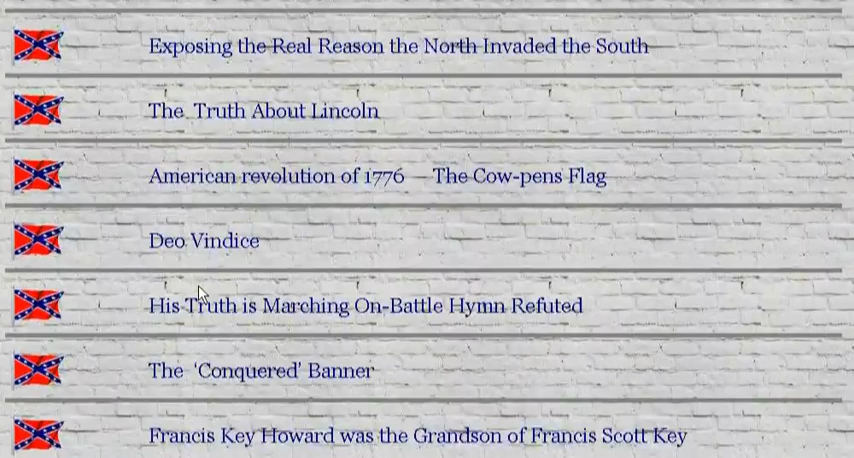 Exposing the Real Reason the North Invaded the South
The Truth About Lincoln
American revolution of 1776 — The Cow-pens Flag
Deo Vindice
His Truth is Marching On-Battle Hymn Refuted
The 'Conquered' Banner
Francis Key Howard was the Grandson of Francis Scott Key